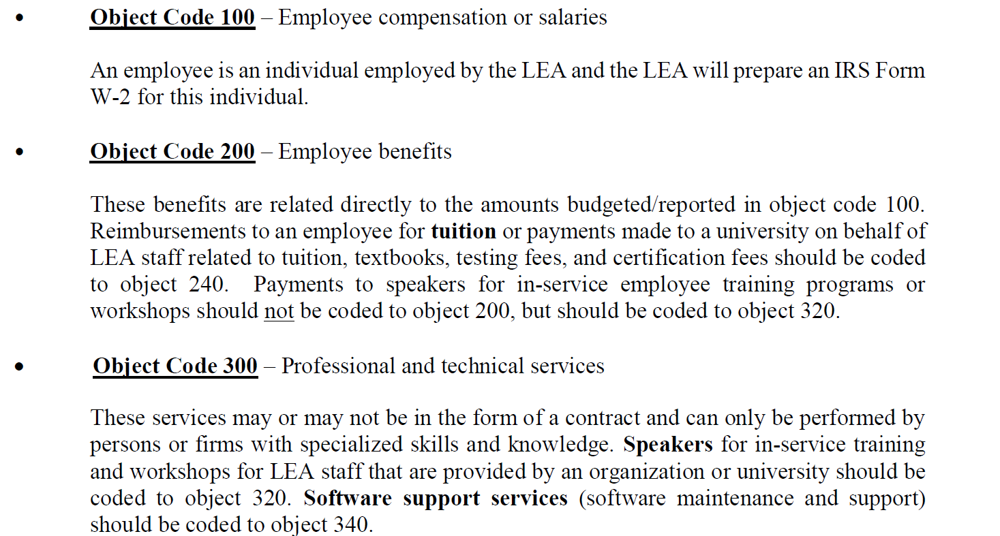 • Object Code 100 – Employee compensation or salaries
An employee is an individual employed by the LEA and the LEA will prepare an IRS Form
W-2 for this individual.
• Object Code 200 – Employee benefits
These benefits are related directly to the amounts budgeted/reported in object code 100.
Reimbursements to an employee for tuition or payments made to a university on behalf of
LEA staff related to tuition, textbooks, testing fees, and certification fees should be coded
to object 240. Payments to speakers for in-service employee training programs or
workshops should not be coded to object 200, but should be coded to object 320.
• Object Code 300 – Professional and technical services
These services may or may not be in the form of a contract and can only be performed by
persons or firms with specialized skills and knowledge. Speakers for in-service training
and workshops for LEA staff that are provided by an organization or university should be
coded to object 320. Software support services (software maintenance and support)
should be coded to object 340.